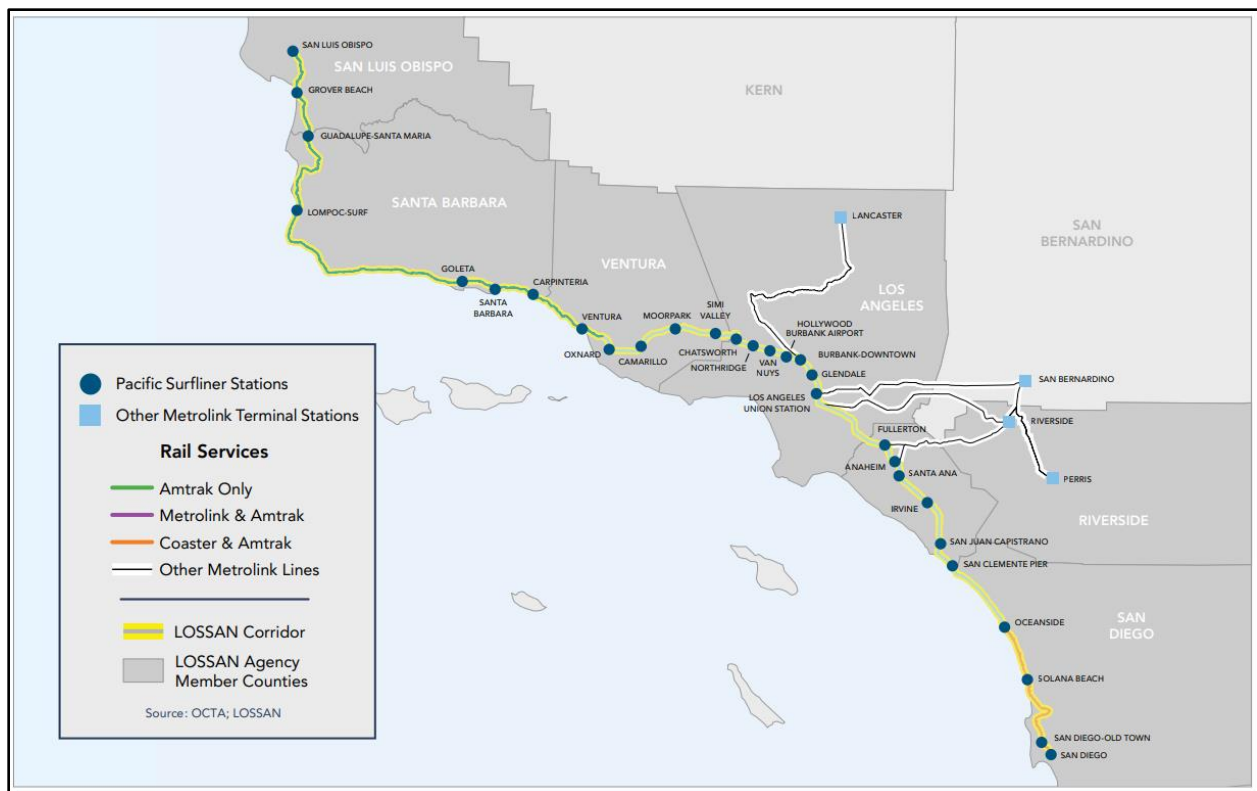 SAN LUIS OBISPO
SAN LUIS OBISPO
GROVER BEACH
GUADALUPE-SANTA MARIA
KERN
SANTA BARBARA
LOMPOC-SURF
LANCASTER
SAN
BERNARDINO
GOLETA
SANTA
BARBARA
CARPINTERIA
VENTURA
VENTURA
OXNARD
CAMARILLO
MOORPARK
SIMI
VALLEY
CHATSWORTH
NORTHRIDGE
VAN
NUYS
LOS
ANGELES
HOLLYWOOD
BURBANK AIRPORT
BURBANK-DOWNTOWN
GLENDALE
LOS ANGELES
UNION STATION
SAN BERNARDINO
RIVERSIDE
PERRIS
RIVERSIDE
FULLERTON
ANAHEIM
SANTA ANA
IRVINE
SAN JUAN CAPISTRANO
SAN CLEMENTE PIER
OCEANSIDE
SAN
DIEGO
SOLANA BEACH
SAN DIEGO-OLD TOWN
SAN DIEGO
Pacific Surfliner Stations
Other Metrolink Terminal Stations
Rail Services
Amtrak Only
Metrolink & Amtrak
Coaster & Amtrak
Other Metrolink Lines
LOSSAN Corridor
LOSSAN Agency
Member Counties
Source: OCTA; LOSSAN